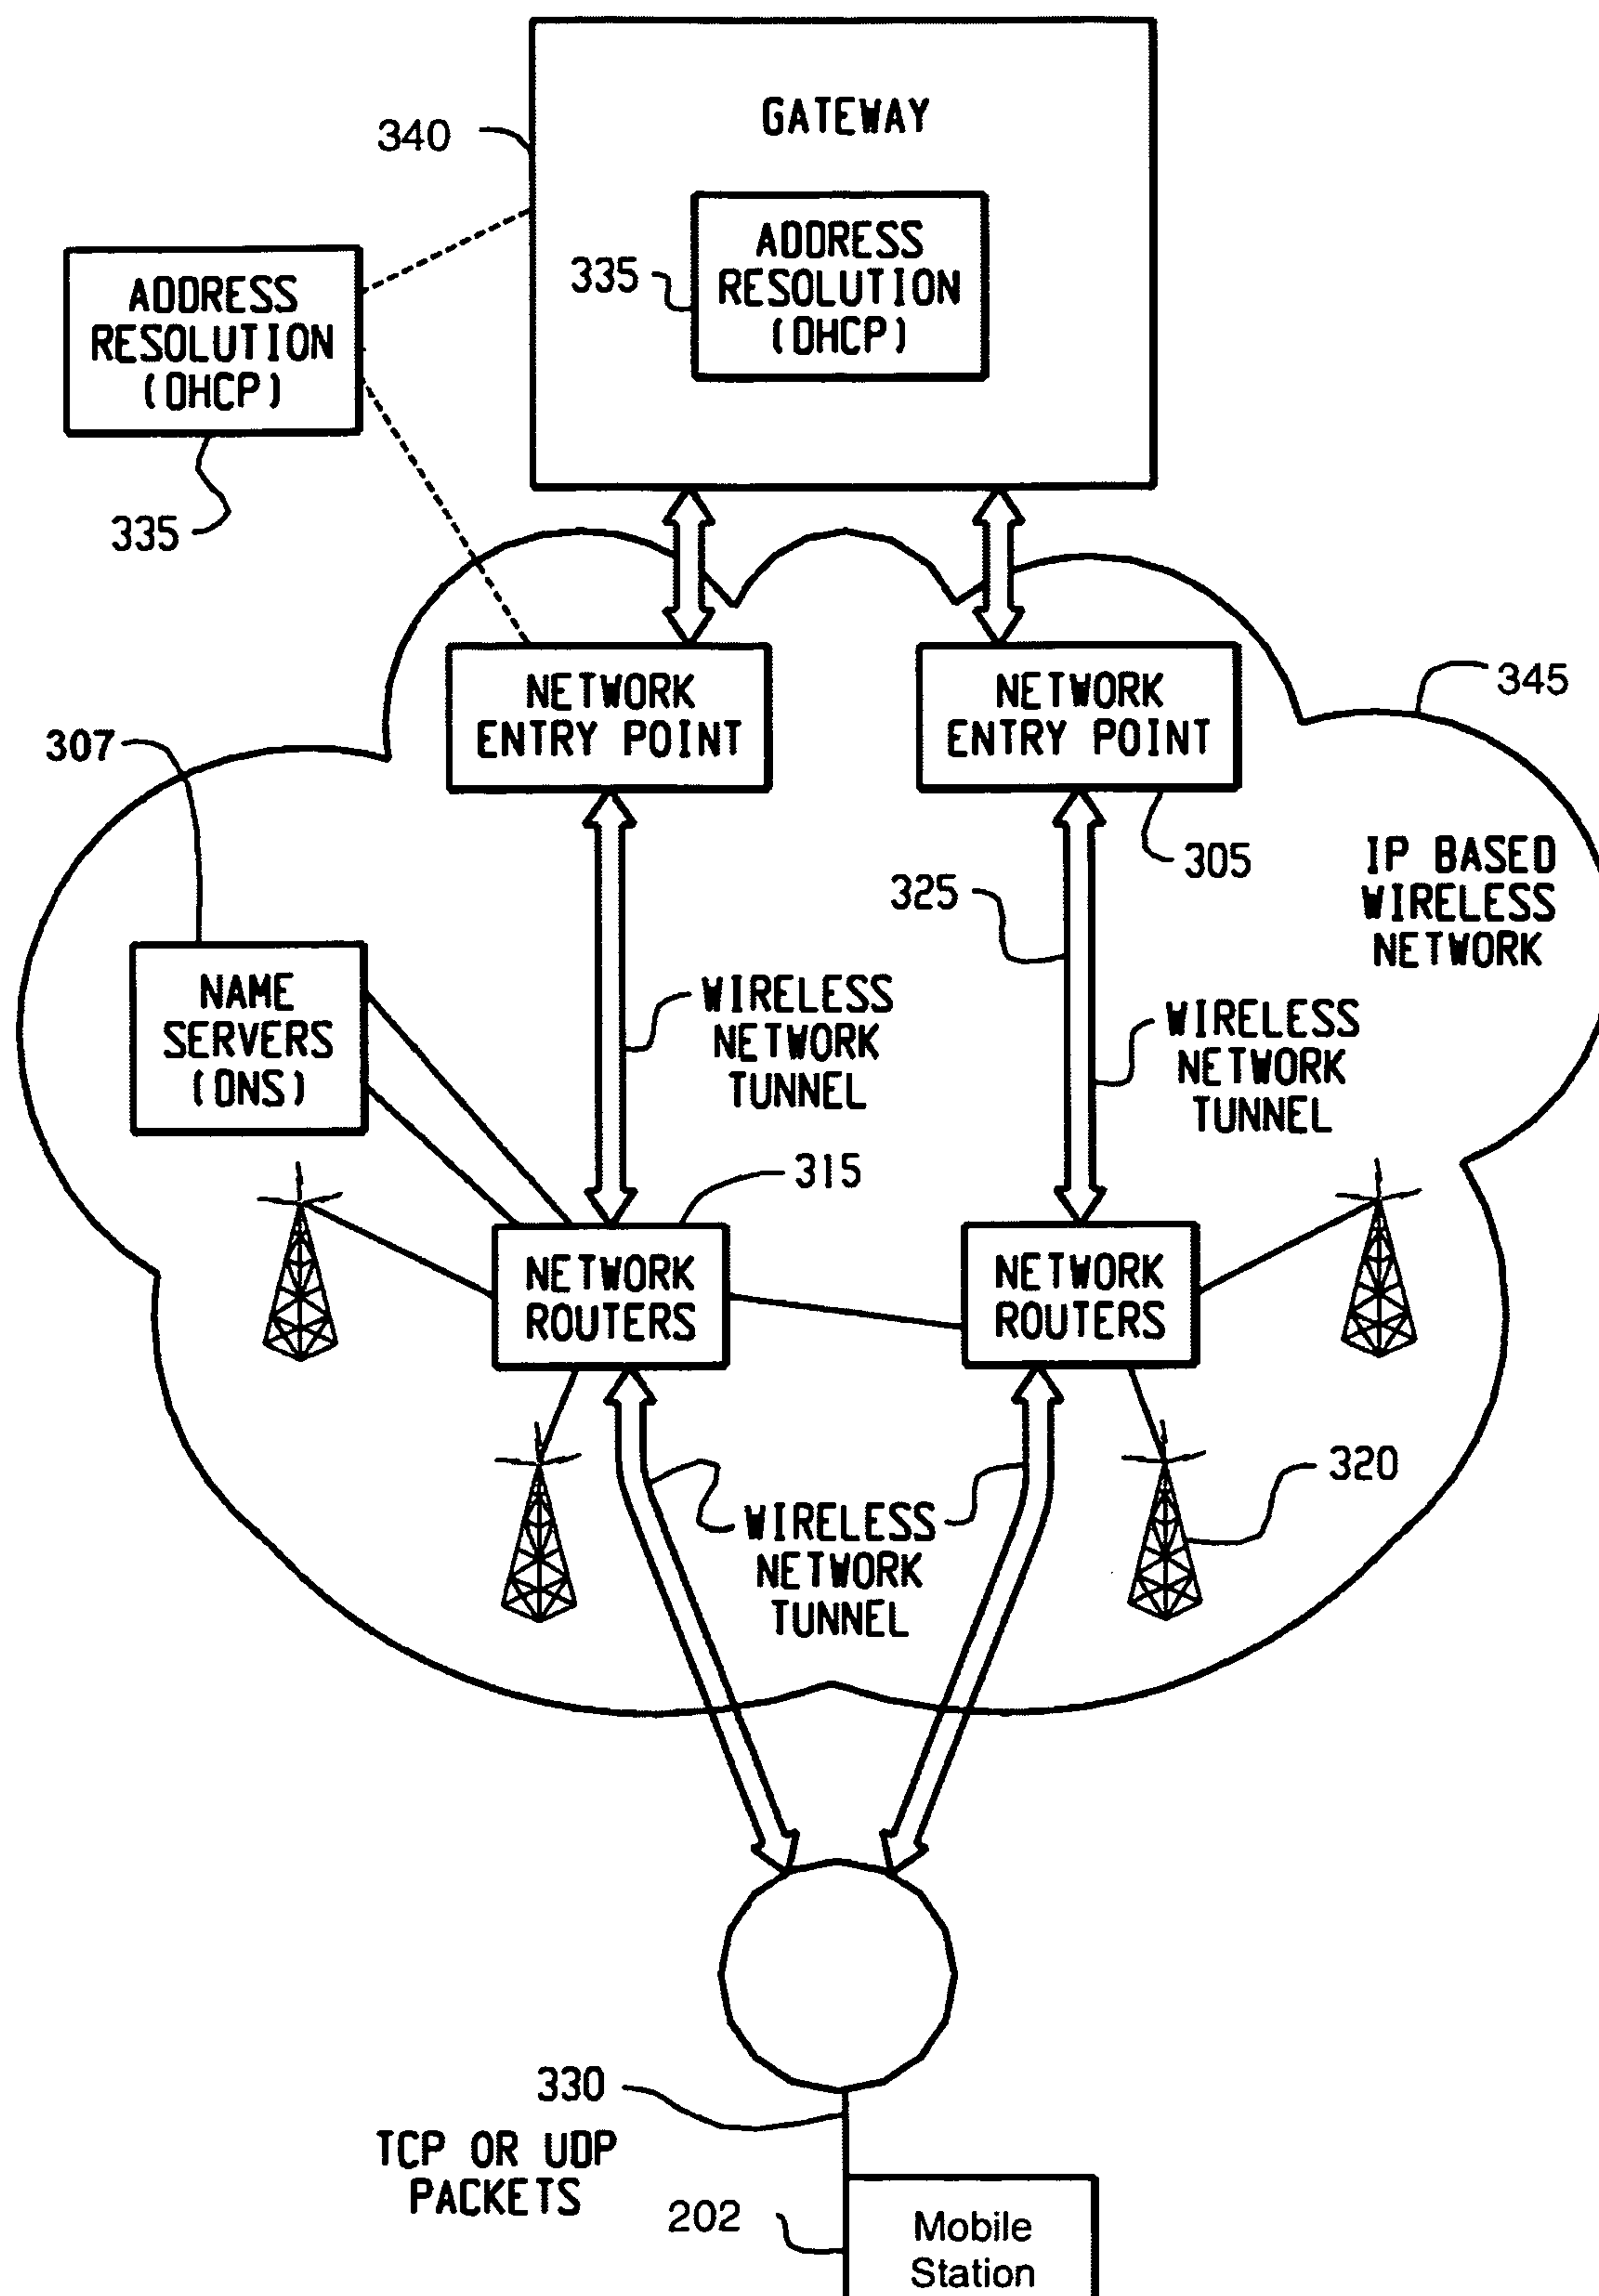 GATEWAY
340
ADDRESS
RESOLUTION
(DHCP)
335
ADDRESS
RESOLUTION
(DHCP)
335
NETWORK
ENTRY POINT
NETWORK
ENTRY POINT
345
307
305
325
IP BASED
WIRELESS
NETWORK
NAME
SERVERS
(DNS)
WIRELESS
NETWORK
TUNNEL
WIRELESS
NETWORK
TUNNEL
315
NETWORK
ROUTERS
NETWORK
ROUTERS
320
WIRELESS
NETWORK
TUNNEL
330
TCP OR UDP
PACKETS
202
Mobile
Station